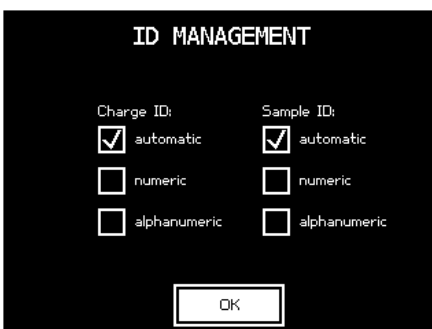 ID MANAGEMENT
Charge ID: Sample ID:
automatic automatic
numeric numeric
alphanumeric alphanumeric
OK